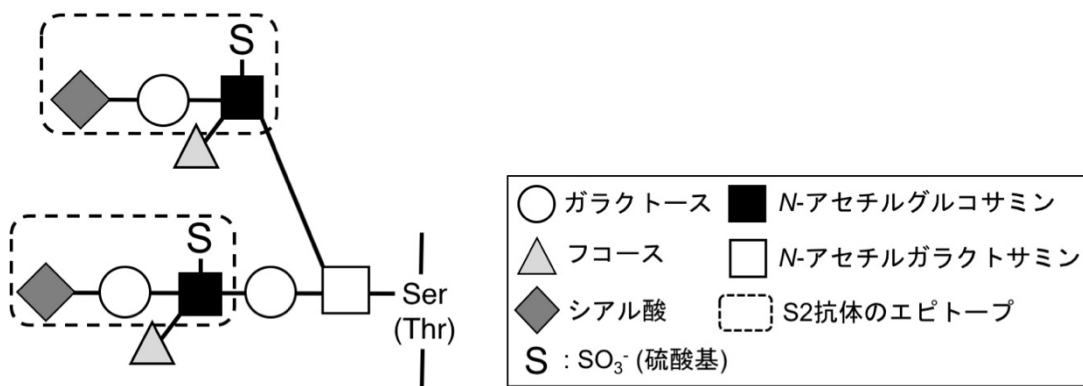 S
S
Ser
(Thr)
ガラクトース
N-アセチルグルコサミン
フコース
N-アセチルガラクトサミン
シアル酸
S2抗体のエピトープ
S : SO₃⁻ (硫酸基)